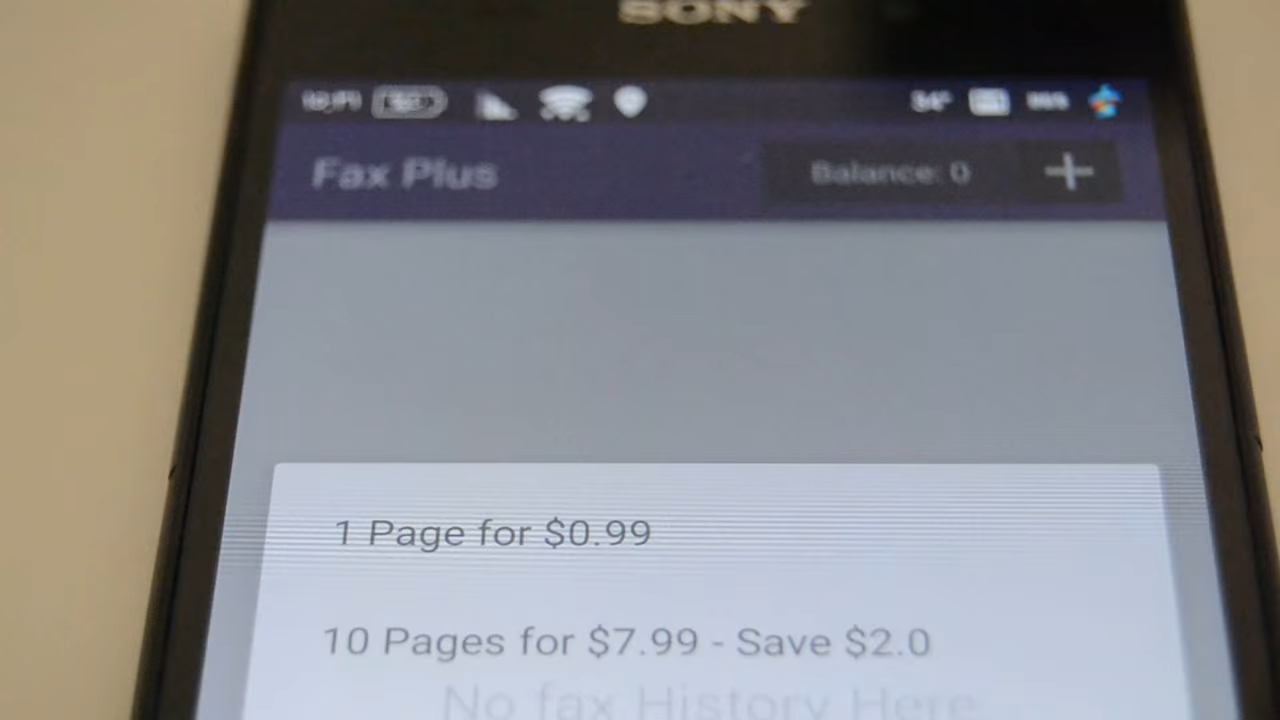 SONY
Fax Plus
Balance: 0
1 Page for $0.99
10 Pages for $7.99 - Save $2.0
No fax History Here